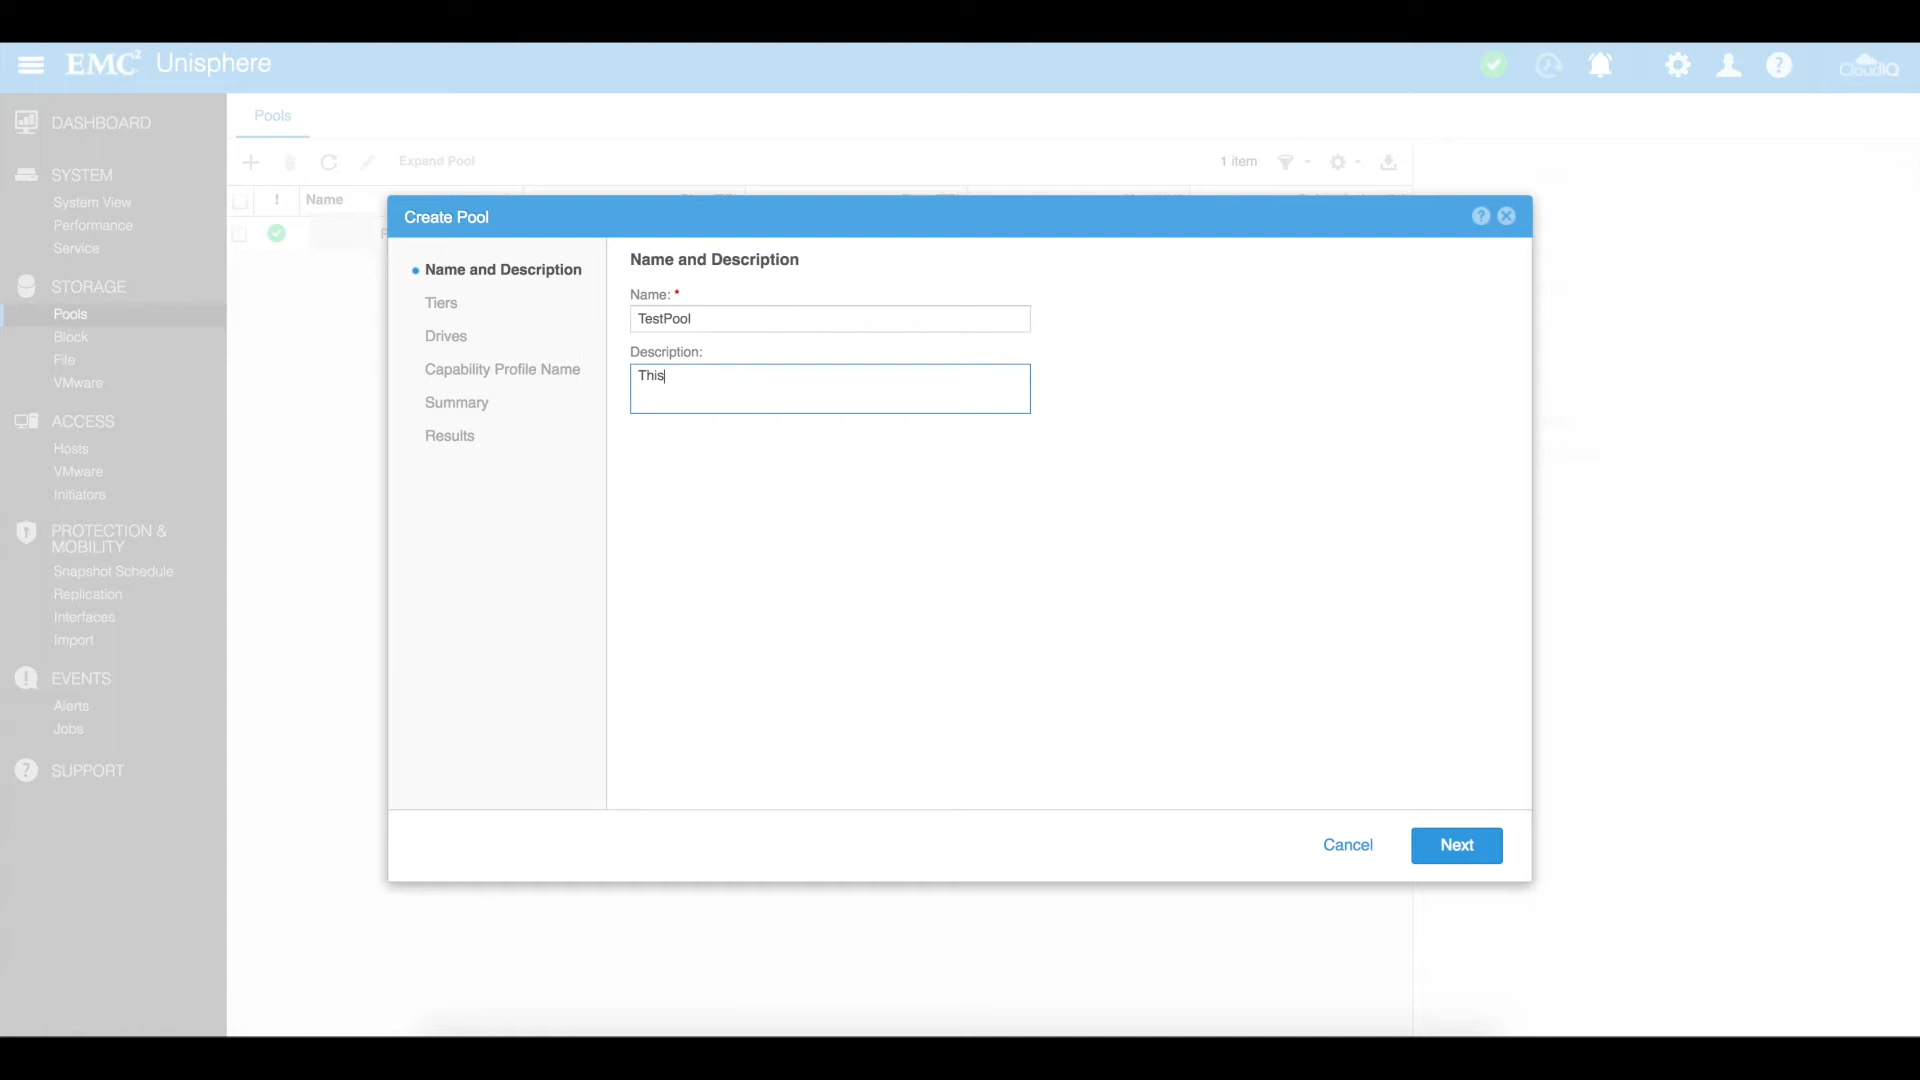 EMC² Unisphere
CloudIQ
DASHBOARD
SYSTEM
System View
Performance
Service
STORAGE
Pools
Block
File
VMware
ACCESS
Hosts
VMware
Initiators
PROTECTION &
MOBILITY
Snapshot Schedule
Replication
Interfaces
Import
EVENTS
Alerts
Jobs
SUPPORT
Pools
Expand Pool
1 item
! Name
Create Pool
Name and Description
Tiers
Drives
Capability Profile Name
Summary
Results
Name and Description
Name: *
TestPool
Description:
This
Cancel
Next